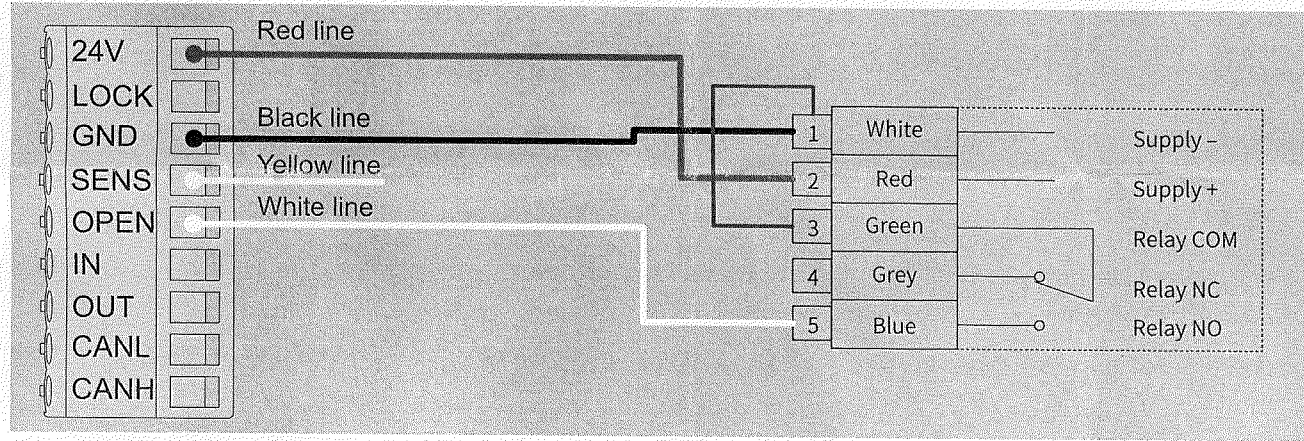 24V
Red line
LOCK
GND
Black line
SENS
Yellow line
OPEN
White line
IN
OUT
CANL
CANH
1 White Supply –
2 Red Supply +
3 Green Relay COM
4 Grey Relay NC
5 Blue Relay NO